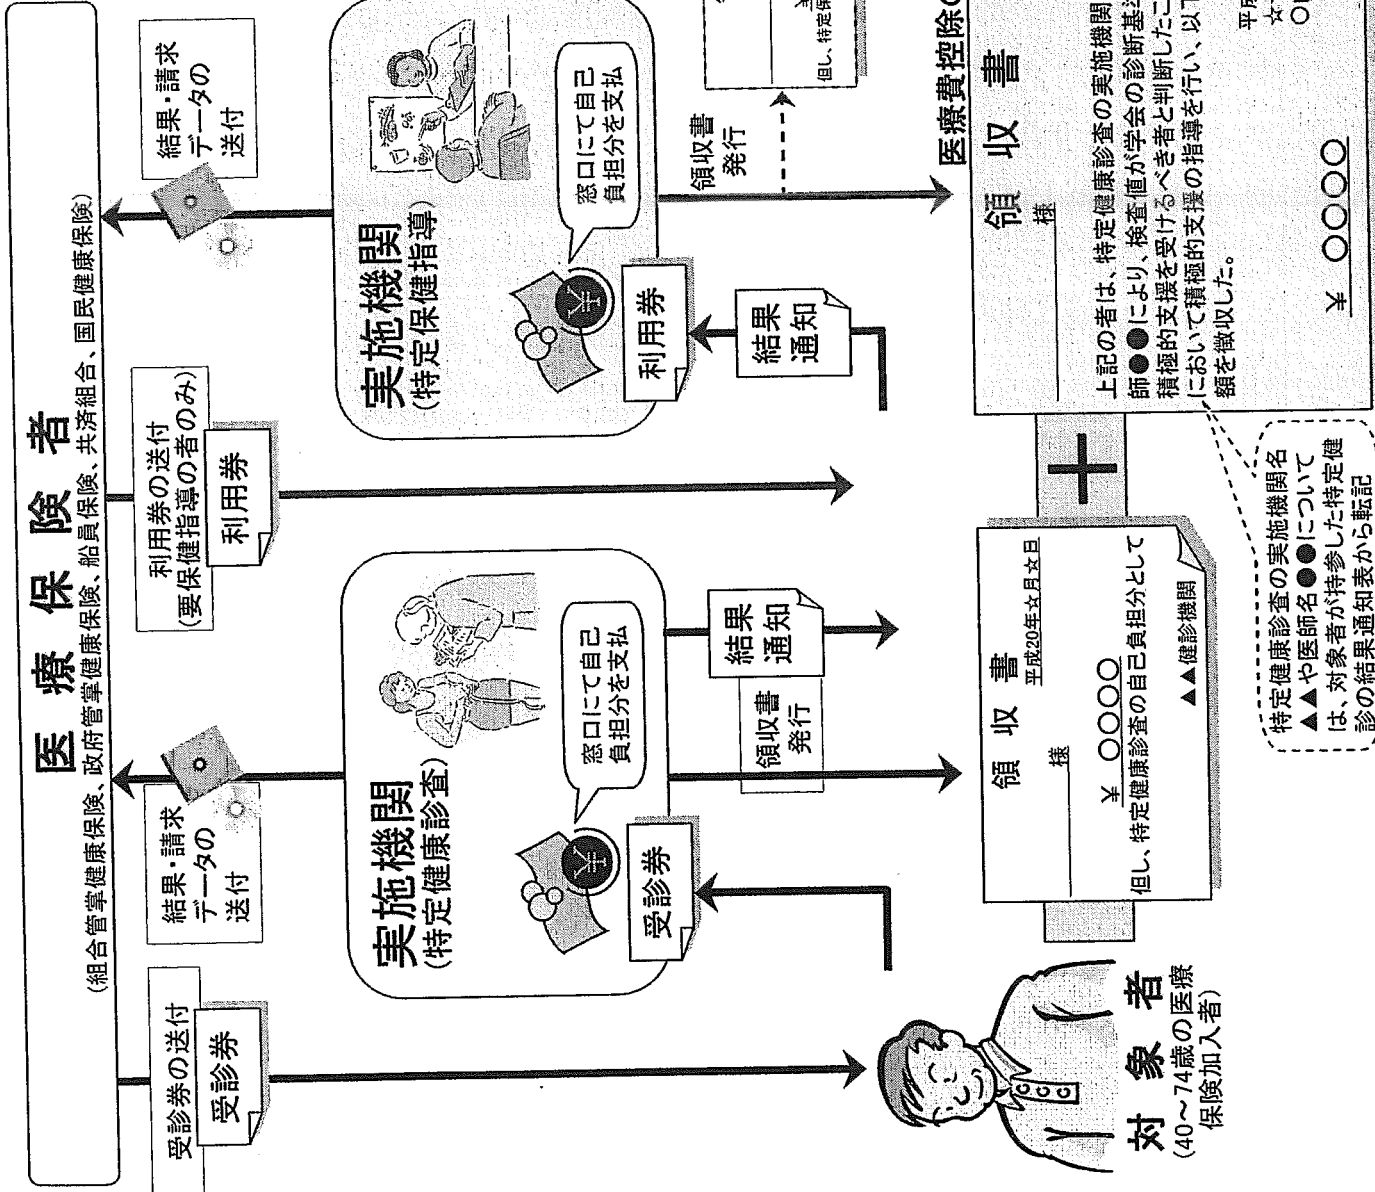 医療保険者
(組合管掌健康保険、政府管掌健康保険、船員保険、共済組合、国民健康保険)
受診券の送付
受診券
結果・請求
データの
送付
利用券の送付
(要保健指導の者のみ)
利用券
結果・請求
データの
送付
実施機関
(特定健康診査)
窓口にて自己
負担分を支払
¥
受診券
領収書
発行
結果
通知
実施機関
(特定保健指導)
窓口にて自己
負担分を支払
¥
利用券
結果
通知
領収書
発行
但し、特定保
対象者
(40～74歳の医療
保険加入者)
領収書
平成20年☆月☆日
様
¥ ○○○○
但し、特定健康診査の自己負担分として
▲▲健診機関
+
医療費控除
領収書
様
上記の者は、特定健康診査の実施機関
師●●により、検査値が学会の診断基準
積極的支援を受けるべき者と判断したこ
において積極的支援の指導を行い、以下
額を徴収した。
¥ ○○○○
平成
☆
特定健康診査の実施機関名
▲▲や医師名●●について
は、対象者が持参した特定健
診の結果通知表から転記